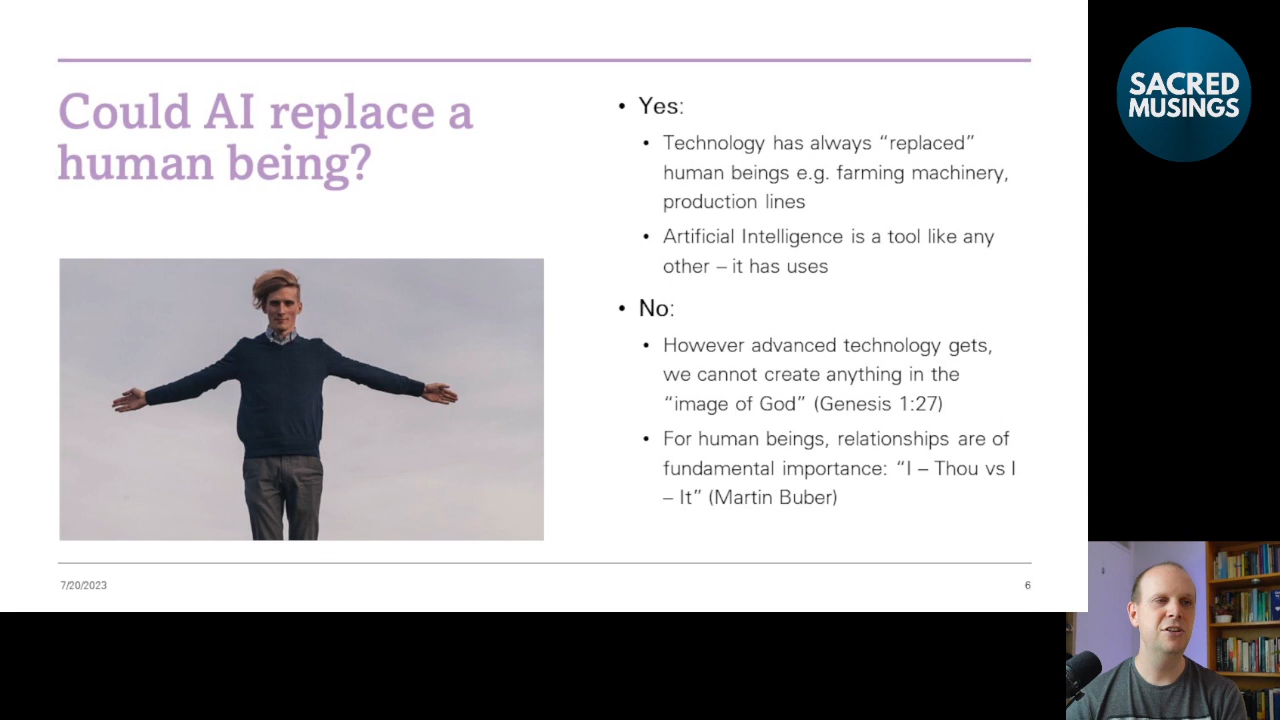 Could AI replace a
human being?
• Yes:
• Technology has always “replaced”
human beings e.g. farming machinery,
production lines
• Artificial Intelligence is a tool like any
other – it has uses
• No:
• However advanced technology gets,
we cannot create anything in the
“image of God” (Genesis 1:27)
• For human beings, relationships are of
fundamental importance: “I – Thou vs I
– It” (Martin Buber)
7/20/2023
6
SACRED
MUSINGS